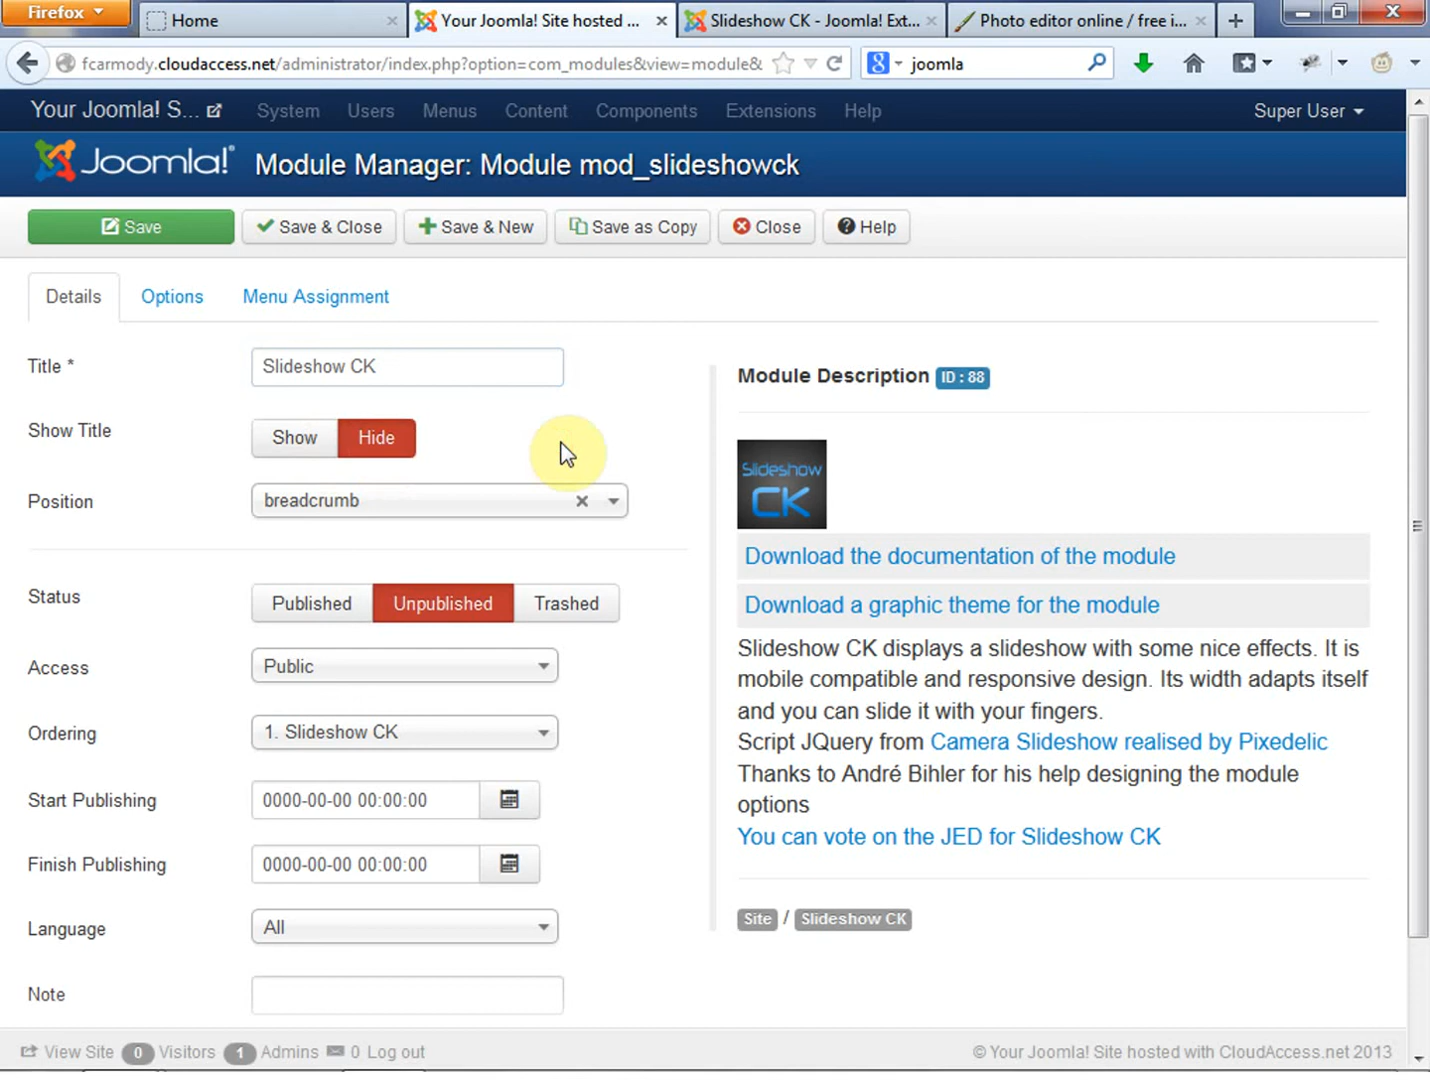 Firefox
Home
Your Joomla! Site hosted ...
Slideshow CK - Joomla! Ext...
Photo editor online / free i...
fcarmody.cloudaccess.net/administrator/index.php?option=com_modules&view=module&
joomla
Your Joomla! S...
System
Users
Menus
Content
Components
Extensions
Help
Super User
Joomla!
Module Manager: Module mod_slideshowck
Save
Save & Close
Save & New
Save as Copy
Close
Help
Details
Options
Menu Assignment
Title *
Slideshow CK
Show Title
Show
Hide
Position
breadcrumb
Status
Published
Unpublished
Trashed
Access
Public
Ordering
1. Slideshow CK
Start Publishing
0000-00-00 00:00:00
Finish Publishing
0000-00-00 00:00:00
Language
All
Note
Module Description ID : 88
Slideshow
CK
Download the documentation of the module
Download a graphic theme for the module
Slideshow CK displays a slideshow with some nice effects. It is
mobile compatible and responsive design. Its width adapts itself
and you can slide it with your fingers.
Script JQuery from Camera Slideshow realised by Pixedelic
Thanks to André Bihler for his help designing the module
options
You can vote on the JED for Slideshow CK
Site / Slideshow CK
View Site 0 Visitors 1 Admins 0 Log out
© Your Joomla! Site hosted with CloudAccess.net 2013